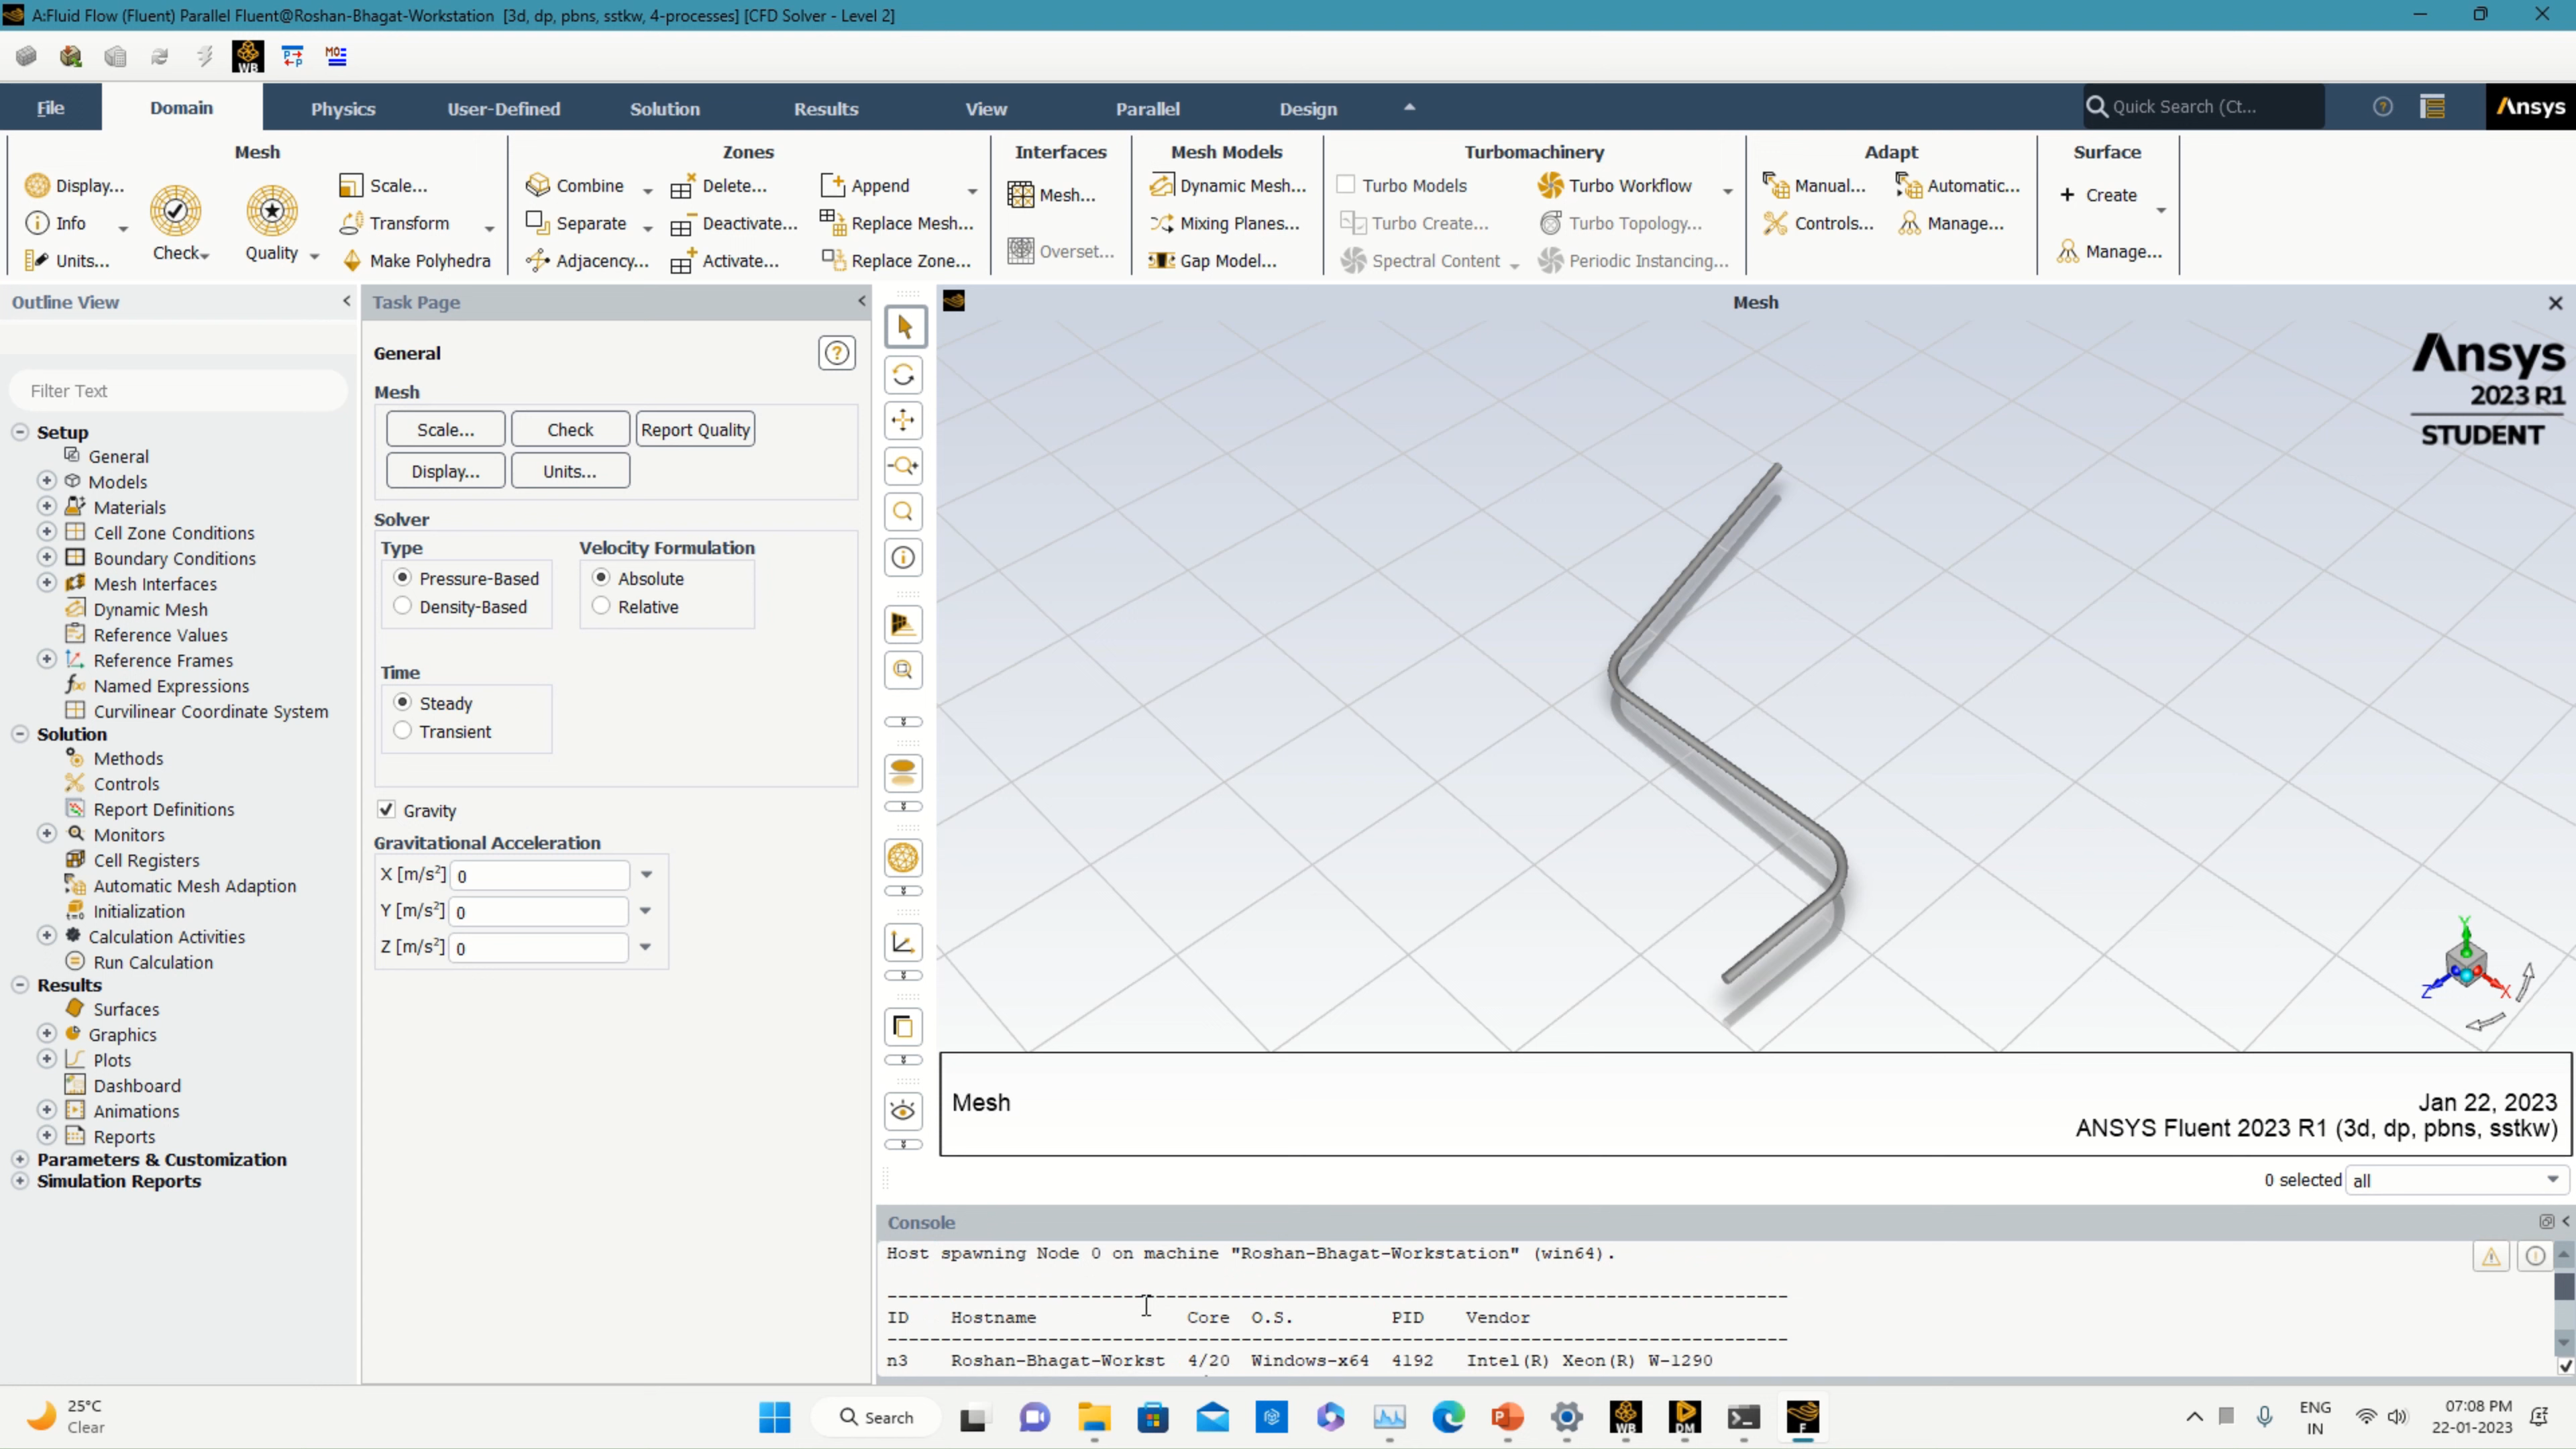 A:Fluid Flow (Fluent) Parallel Fluent@Roshan-Bhagat-Workstation [3d, dp, pbns, sstkw, 4-processes] [CFD Solver - Level 2]
WB
P
P
MO
File Domain Physics User-Defined Solution Results View Parallel Design Quick Search (Ct... Ansys
Mesh Zones Interfaces Mesh Models Turbomachinery Adapt Surface
Display... Scale... Combine Delete... Append Mesh... Dynamic Mesh... Turbo Models Turbo Workflow Manual... Automatic... + Create
Info Check Quality Transform Separate Deactivate... Replace Mesh... Mixing Planes... Turbo Create... Turbo Topology... Controls... Manage...
Units... Make Polyhedra Adjacency... Activate... Replace Zone... Overset... Gap Model... Spectral Content Periodic Instancing... Manage...
Outline View
Filter Text
Setup
General
Models
Materials
Cell Zone Conditions
Boundary Conditions
Mesh Interfaces
Dynamic Mesh
Reference Values
Reference Frames
Named Expressions
Curvilinear Coordinate System
Solution
Methods
Controls
Report Definitions
Monitors
Cell Registers
Automatic Mesh Adaption
Initialization
Calculation Activities
Run Calculation
Results
Surfaces
Graphics
Plots
Dashboard
Animations
Reports
Parameters & Customization
Simulation Reports
Task Page
General
Mesh
Scale... Check Report Quality
Display... Units...
Solver
Type Velocity Formulation
Pressure-Based Absolute
Density-Based Relative
Time
Steady
Transient
Gravity
Gravitational Acceleration
X [m/s²] 0
Y [m/s²] 0
Z [m/s²] 0
Mesh
Ansys
2023 R1
STUDENT
Y
Z X
Mesh
Jan 22, 2023
ANSYS Fluent 2023 R1 (3d, dp, pbns, sstkw)
0 selected all
Console
Host spawning Node 0 on machine "Roshan-Bhagat-Workstation" (win64).
ID Hostname Core O.S. PID Vendor
n3 Roshan-Bhagat-Workst 4/20 Windows-x64 4192 Intel(R) Xeon(R) W-1290
25°C
Clear
Search
WB
DM
F
ENG
IN
07:08 PM
22-01-2023